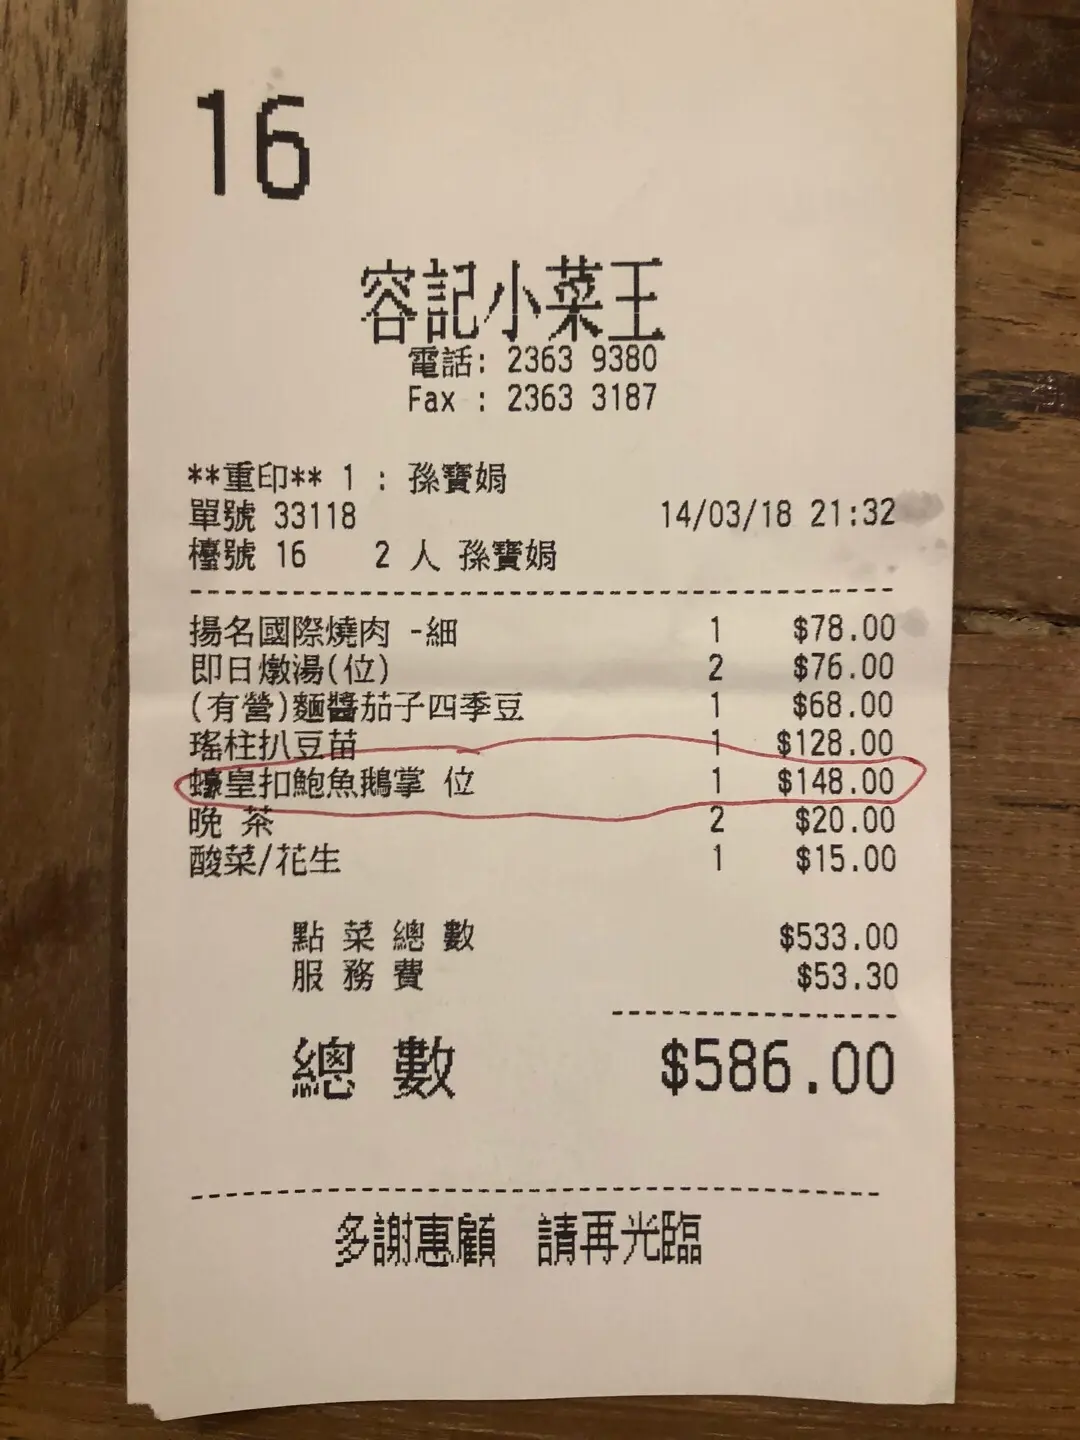 16
容記小菜王
電話: 2363 9380
Fax : 2363 3187
**重印** 1 : 孫寶娟
單號 33118 14/03/18 21:32
檯號 16 2 人 孫寶娟
揚名國際燒肉 -細 1 $78.00
即日燉湯(位) 2 $76.00
(有營)麵醬茄子四季豆 1 $68.00
瑤柱扒豆苗 1 $128.00
蠔皇扣鮑魚鵝掌 位 1 $148.00
晚 茶 2 $20.00
酸菜/花生 1 $15.00
點 菜 總 數 $533.00
服 務 費 $53.30
總 數 $586.00
多謝惠顧 請再光臨